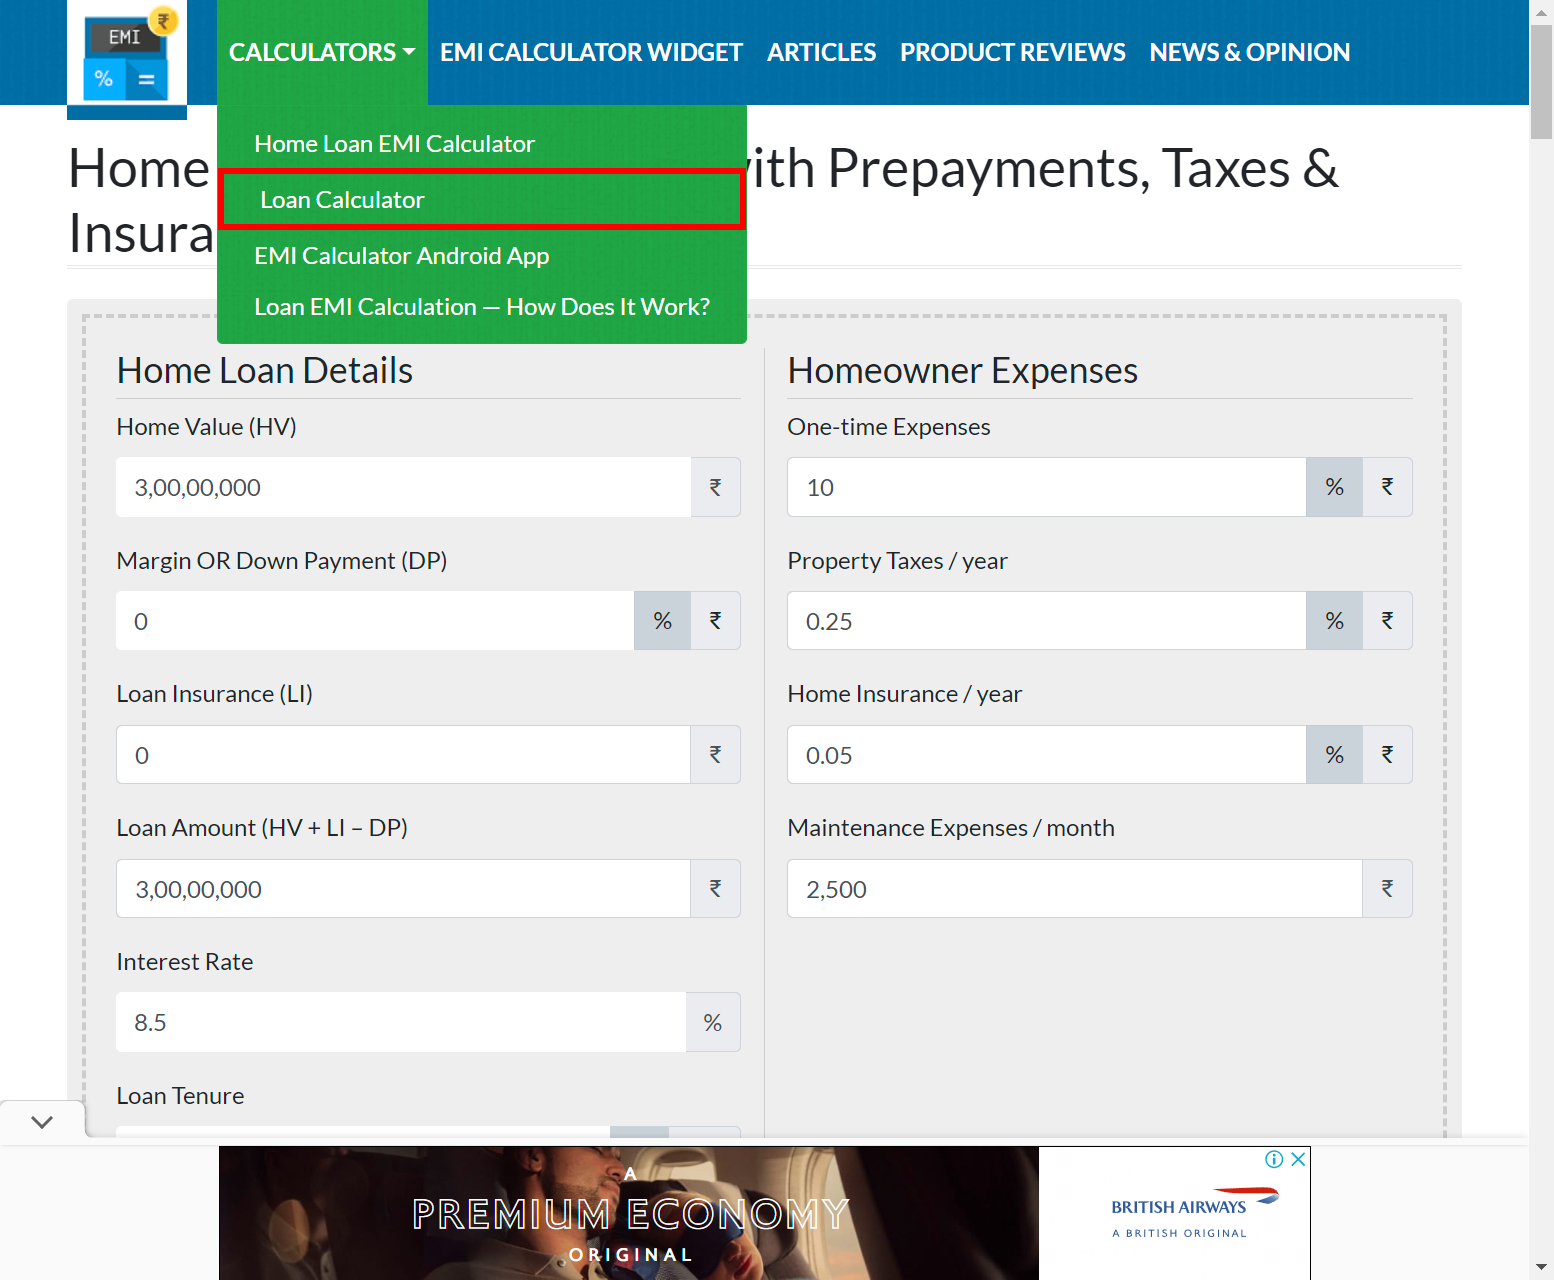 EMI
₹
%
=
CALCULATORS
EMI CALCULATOR WIDGET
ARTICLES
PRODUCT REVIEWS
NEWS & OPINION
Home Loan EMI Calculator
Loan Calculator
EMI Calculator Android App
Loan EMI Calculation — How Does It Work?
Home ith Prepayments, Taxes &
Insura
Home Loan Details
Home Value (HV)
3,00,00,000 ₹
Margin OR Down Payment (DP)
0 % ₹
Loan Insurance (LI)
0 ₹
Loan Amount (HV + LI – DP)
3,00,00,000 ₹
Interest Rate
8.5 %
Loan Tenure
Homeowner Expenses
One-time Expenses
10 % ₹
Property Taxes / year
0.25 % ₹
Home Insurance / year
0.05 % ₹
Maintenance Expenses / month
2,500 ₹
A
PREMIUM ECONOMY
ORIGINAL
BRITISH AIRWAYS
A BRITISH ORIGINAL